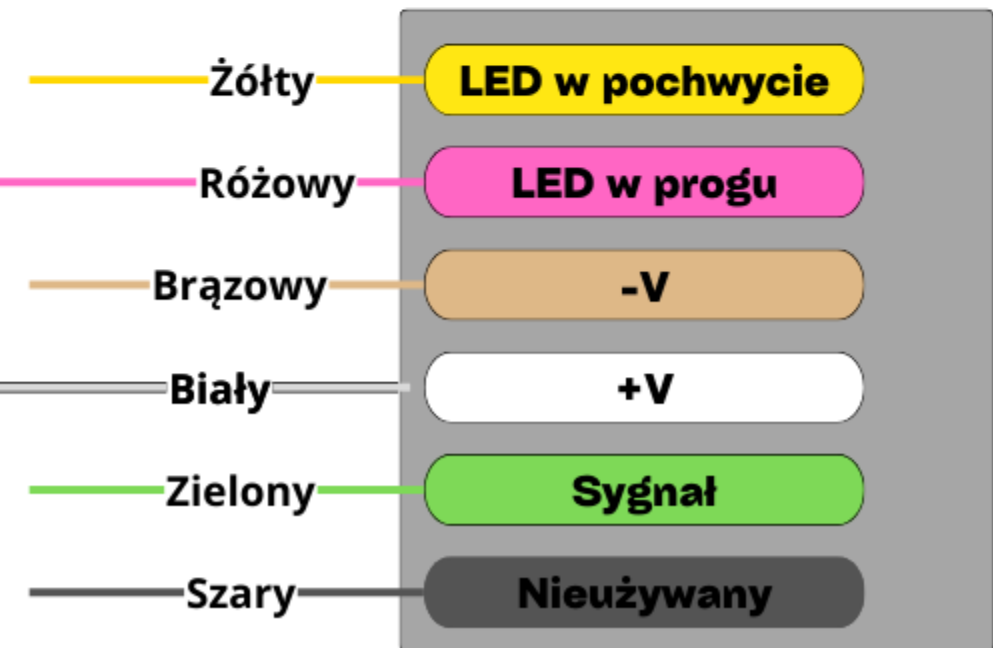 Żółty LED w pochwycie
Różowy LED w progu
Brązowy -V
Biały +V
Zielony Sygnał
Szary Nieużywany